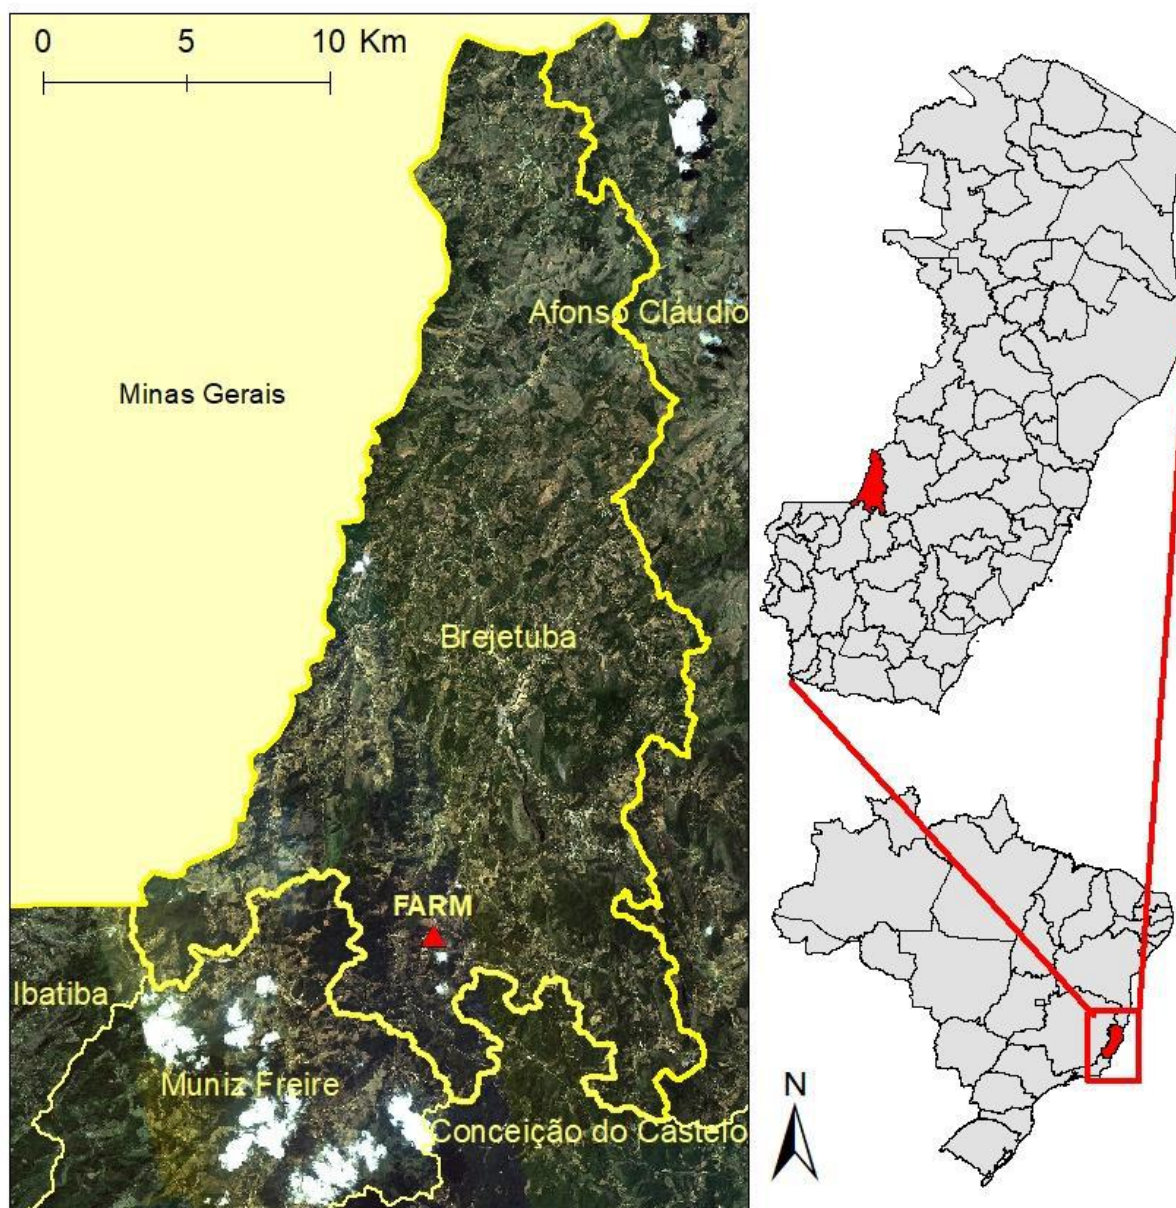 0 5 10 Km
Afonso Cláudio
Minas Gerais
Brejetuba
FARM
Ibatiba
Muniz Freire
Conceição do Castelo
N